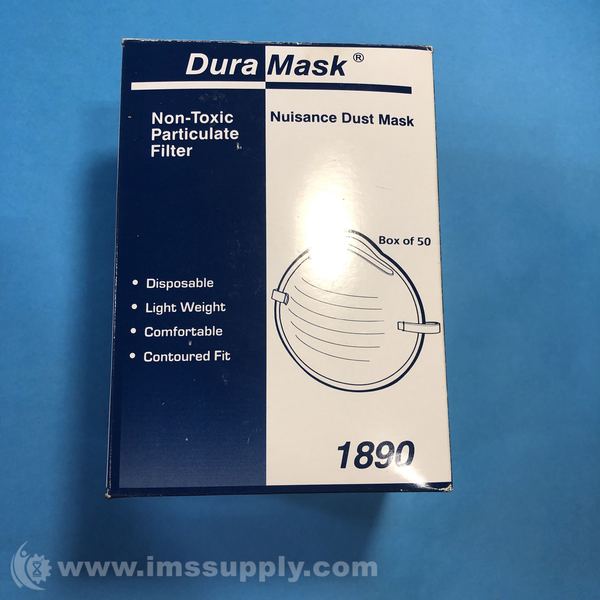 Dura Mask ®
Non-Toxic
Particulate
Filter
Nuisance Dust Mask
Box of 50
• Disposable
• Light Weight
• Comfortable
• Contoured Fit
1890
www.imssupply.com